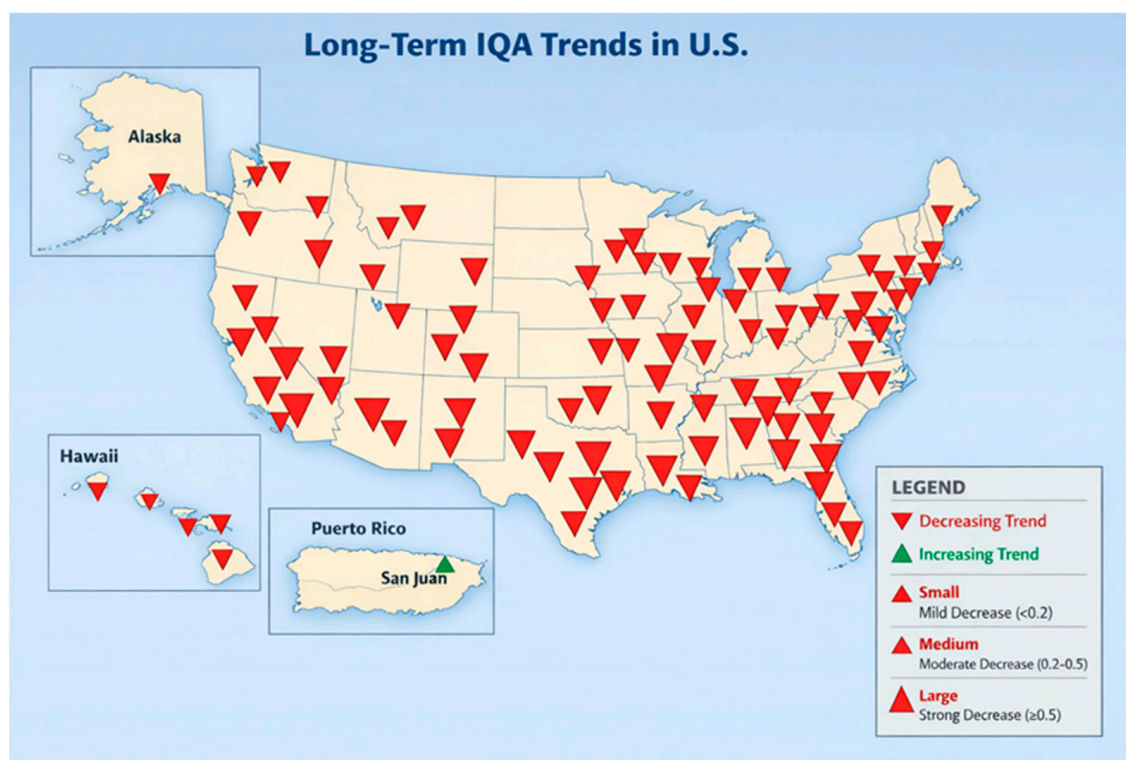 Long-Term IQA Trends in U.S.
Alaska
Hawaii
Puerto Rico
San Juan
LEGEND
Decreasing Trend
Increasing Trend
Small
Mild Decrease (<0.2)
Medium
Moderate Decrease (0.2-0.5)
Large
Strong Decrease (≥0.5)